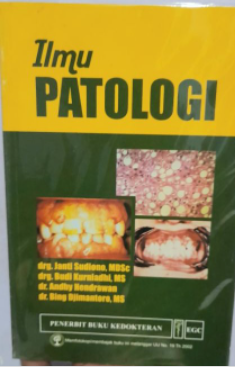 Ilmu
PATOLOGI
drg. Janti Sudiono, MDSc
drg. Budi Kurniadhi, MS
dr. Andhy Hendrawan
dr. Bing Djimantoro, MS
PENERBIT BUKU KEDOKTERAN
EGC